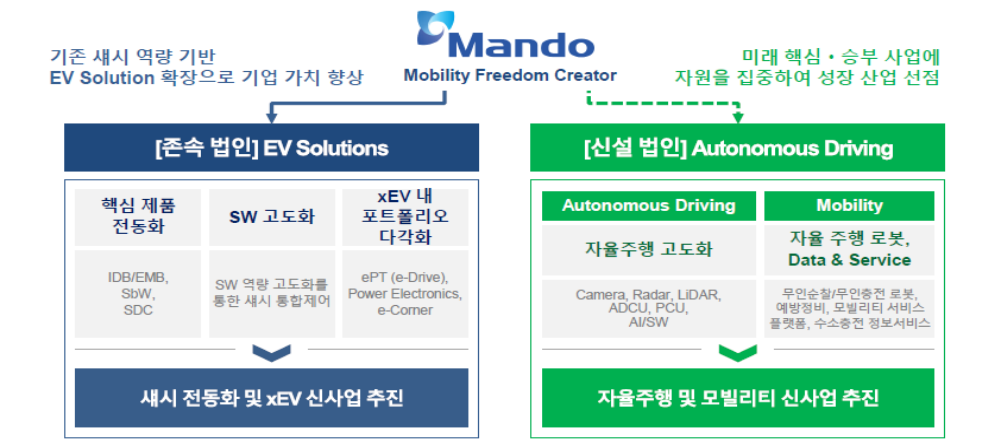 Mando
Mobility Freedom Creator
기존 섀시 역량 기반
EV Solution 확장으로 기업 가치 향상
미래 핵심・승부 사업에
자원을 집중하여 성장 산업 선점
[존속 법인] EV Solutions
핵심 제품
전동화
SW 고도화
xEV 내
포트폴리오
다각화
IDB/EMB,
SbW,
SDC
SW 역량 고도화를
통한 섀시 통합제어
ePT (e-Drive),
Power Electronics,
e-Corner
섀시 전동화 및 xEV 신사업 추진
[신설 법인] Autonomous Driving
Autonomous Driving
Mobility
자율주행 고도화
자율 주행 로봇,
Data & Service
Camera, Radar, LiDAR,
ADCU, PCU,
AI/SW
무인순찰/무인충전 로봇,
예방정비, 모빌리티 서비스
플랫폼, 수소충전 정보서비스
자율주행 및 모빌리티 신사업 추진